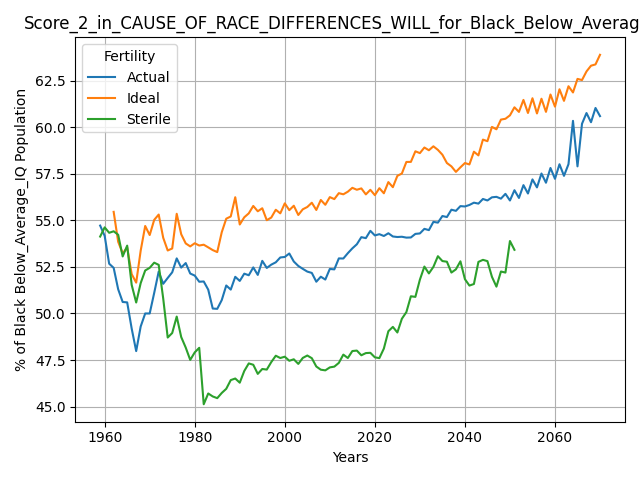 Score_2_in_CAUSE_OF_RACE_DIFFERENCES_WILL_for_Black_Below_Averag
Fertility
Actual
Ideal
Sterile
% of Black Below_Average_IQ Population
62.5
60.0
57.5
55.0
52.5
50.0
47.5
45.0
1960
1980
2000
2020
2040
2060
Years